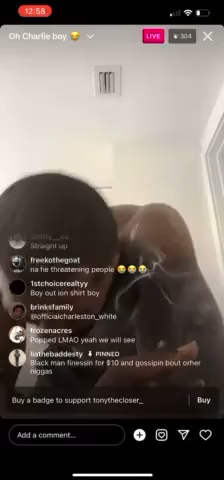 12:58
Oh Charlie boy 😂
LIVE
304
Straight up
freekothegoat
na he threatening people 😂😂😂
1stchoicerealtyy
Boy out ion shirt boy
brinksfamily
@officialcharleston_white
frozenacres
Popped LMAO yeah we will see
liathebaddesty PINNED
Black man finessin for $10 and gossipin bout orher
niggas
Buy a badge to support tonythecloser_
Buy
Add a comment...